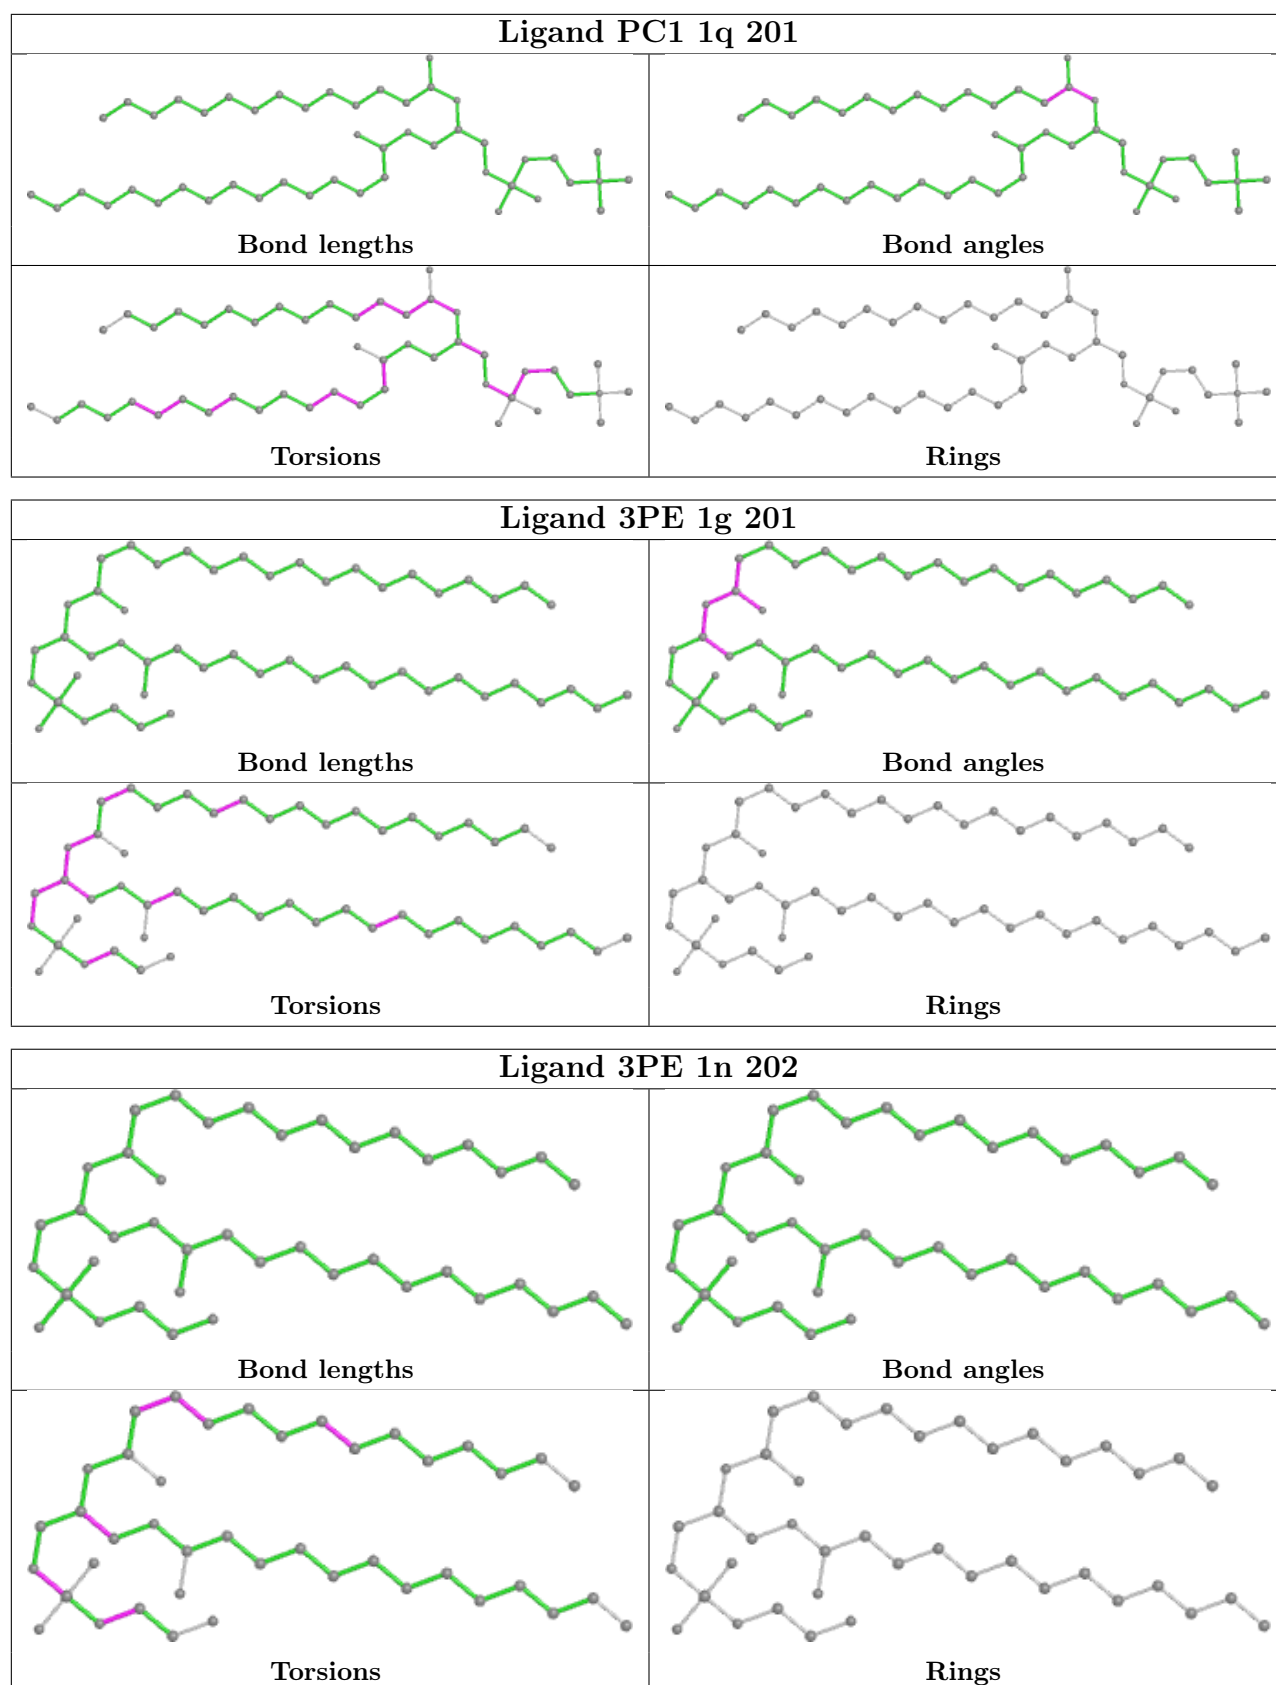 Ligand PC1 1q 201
Bond lengths
Bond angles
Torsions
Rings
Ligand 3PE 1g 201
Bond lengths
Bond angles
Torsions
Rings
Ligand 3PE 1n 202
Bond lengths
Bond angles
Torsions
Rings